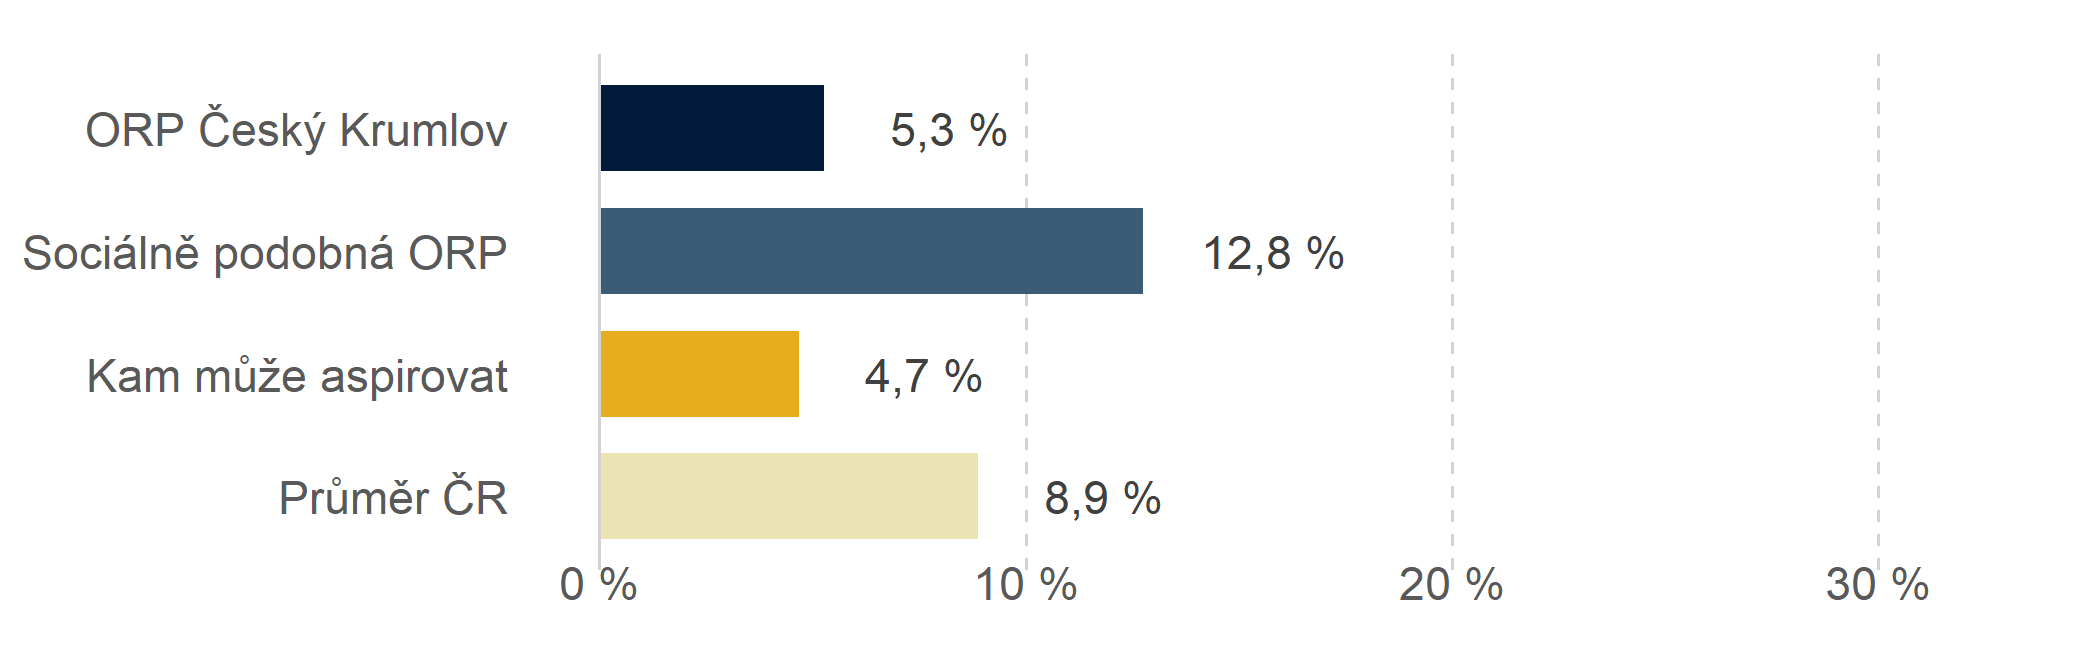 ORP Český Krumlov 5,3 %
Sociálně podobná ORP 12,8 %
Kam může aspirovat 4,7 %
Průměr ČR 8,9 %
0 % 10 % 20 % 30 %